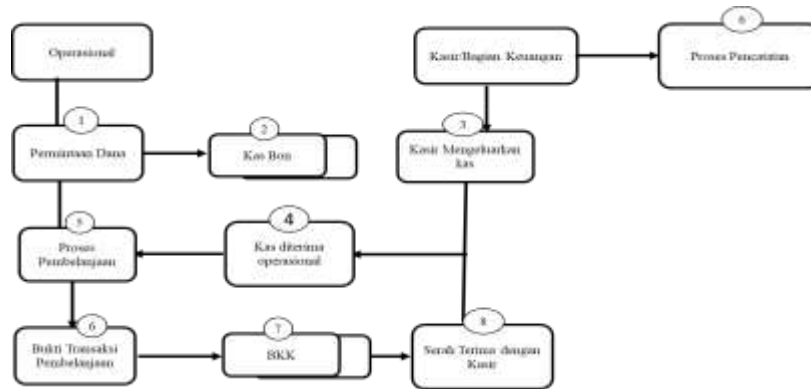 Operasional
Kasir/Bagian Keuangan
6
Proses Pencatatan
1
Permintaan Dana
2
Kas Bon
3
Kasir Mengeluarkan
kas
5
Proses
Pembelanjaan
4
Kas diterima
operasional
6
Bukti Transaksi
Pembelanjaan
7
BKK
8
Serah Terima dengan
Kasir